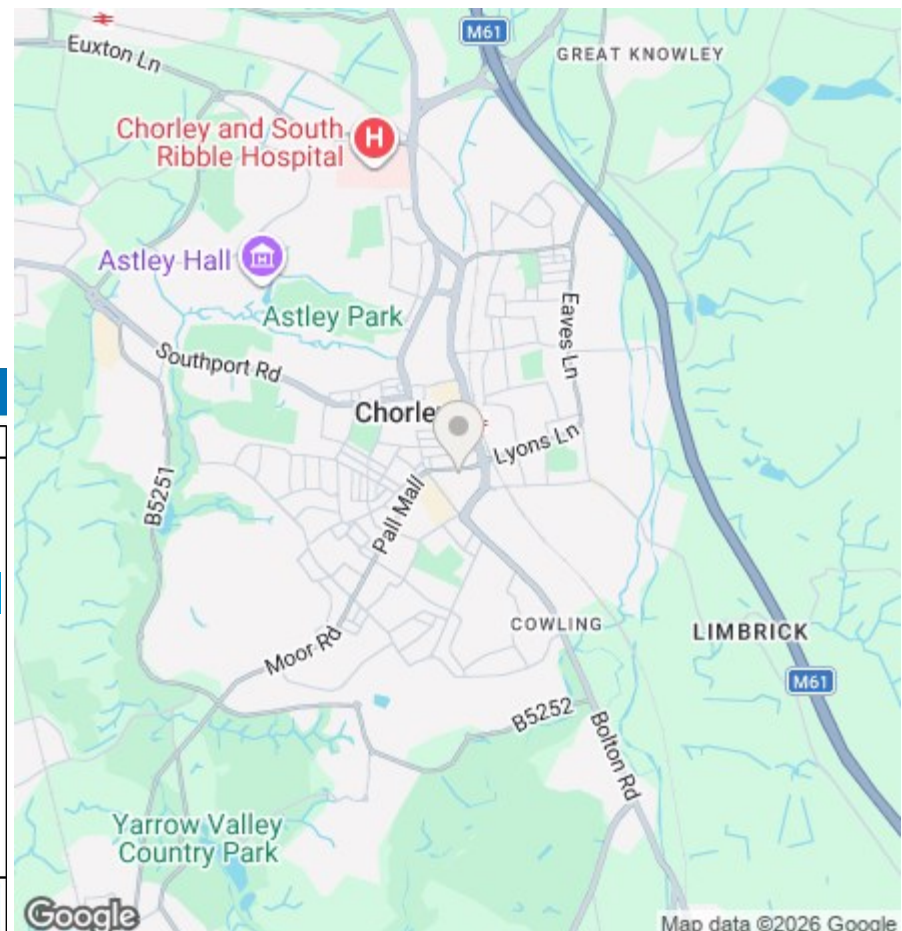 M61
GREAT KNOWLEY
Euxton Ln
Chorley and South
Ribble Hospital
H
Astley Hall
Astley Park
Eaves Ln
Southport Rd
Chorle
Lyons Ln
B5251
Pall Mall
COWLING
LIMBRICK
Moor Rd
M61
B5252
Bolton Rd
Yarrow Valley
Country Park
Google
Map data ©2026 Google